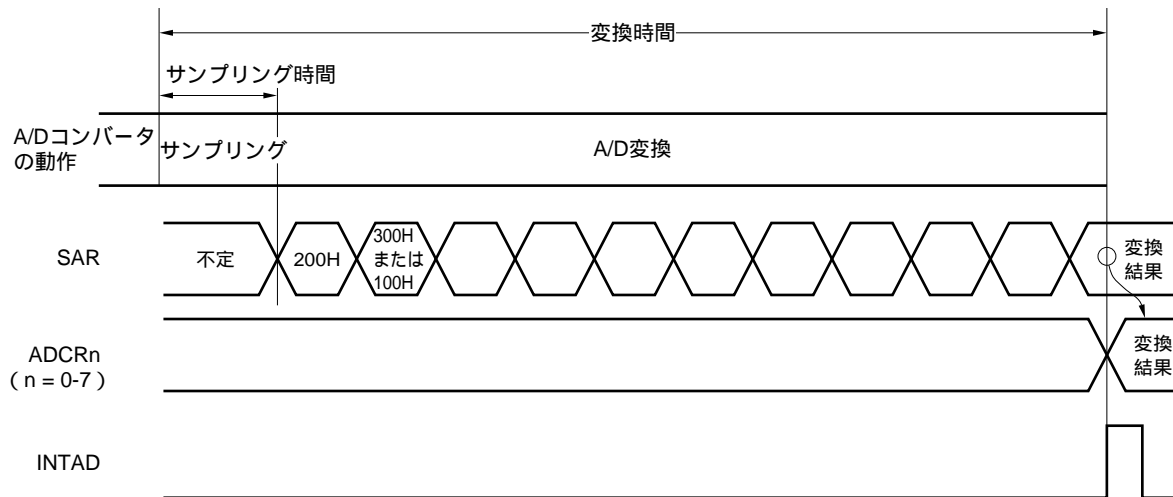 変換時間
サンプリング時間
A/Dコンバータ
の動作
サンプリング
A/D変換
SAR
不定
200H
300H
または
100H
変換
結果
ADCRn
（n = 0-7）
変換
結果
INTAD